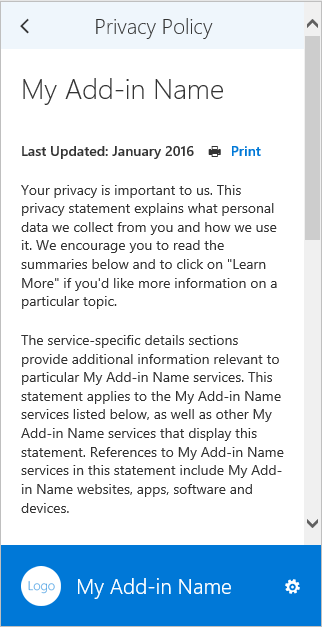 Privacy Policy
My Add-in Name
Last Updated: January 2016 Print
Your privacy is important to us. This
privacy statement explains what personal
data we collect from you and how we use
it. We encourage you to read the
summaries below and to click on "Learn
More" if you'd like more information on a
particular topic.
The service-specific details sections
provide additional information relevant to
particular My Add-in Name services. This
statement applies to the My Add-in Name
services listed below, as well as other My
Add-in Name services that display this
statement. References to My Add-in Name
services in this statement include My Add-
in Name websites, apps, software and
devices.
Logo My Add-in Name